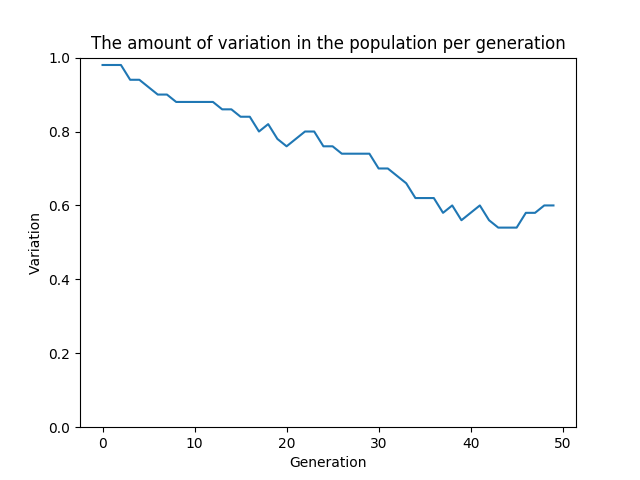 The amount of variation in the population per generation
1.0
0.8
0.6
0.4
0.2
0.0
Variation
0 10 20 30 40 50
Generation